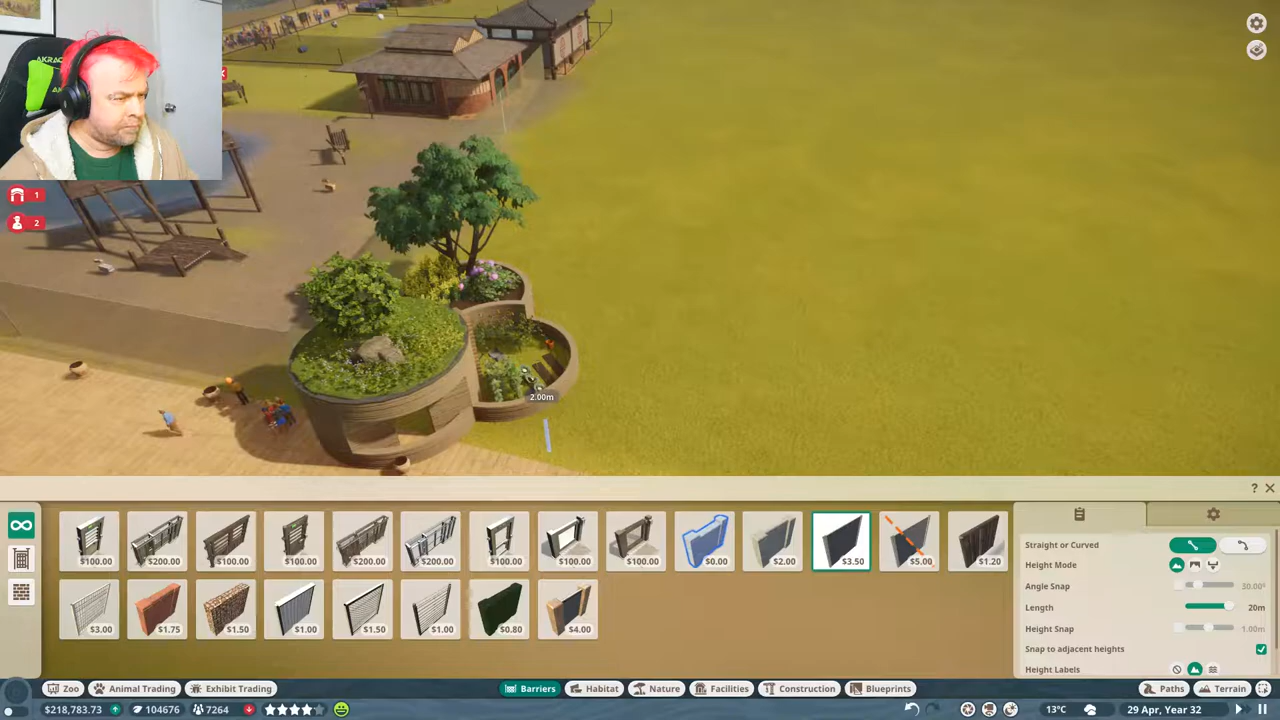 AKRAC
1
2
2.00m
?
$100.00 $200.00 $100.00 $100.00 $200.00 $200.00 $100.00 $100.00 $100.00 $0.00 $2.00 $3.50 $5.00 $1.20
$3.00 $1.75 $1.50 $1.00 $1.50 $1.00 $0.80 $4.00
Straight or Curved
Height Mode
Angle Snap 30.00°
Length 20m
Height Snap 1.00m
Snap to adjacent heights
Height Labels
Zoo Animal Trading Exhibit Trading Barriers Habitat Nature Facilities Construction Blueprints Paths Terrain
$218,783.73 104676 7264 13°C 29 Apr, Year 32